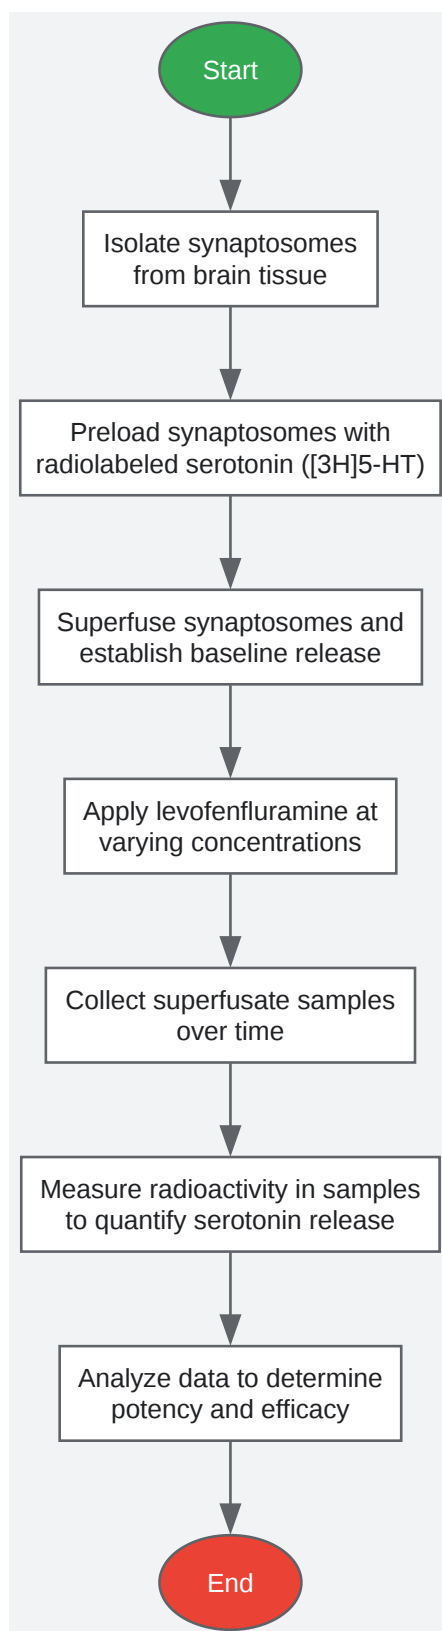 Start
Isolate synaptosomes
from brain tissue
Preload synaptosomes with
radiolabeled serotonin ([3H]5-HT)
Superfuse synaptosomes and
establish baseline release
Apply levofenfluramine at
varying concentrations
Collect superfusate samples
over time
Measure radioactivity in samples
to quantify serotonin release
Analyze data to determine
potency and efficacy
End